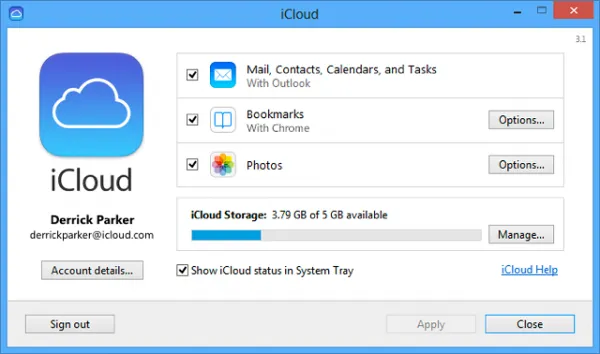 iCloud
3.1
Mail, Contacts, Calendars, and Tasks
With Outlook
Bookmarks
With Chrome
Options...
Photos
Options...
iCloud
Derrick Parker
derrickparker@icloud.com
Account details...
iCloud Storage: 3.79 GB of 5 GB available
Manage...
Show iCloud status in System Tray
iCloud Help
Sign out
Apply
Close